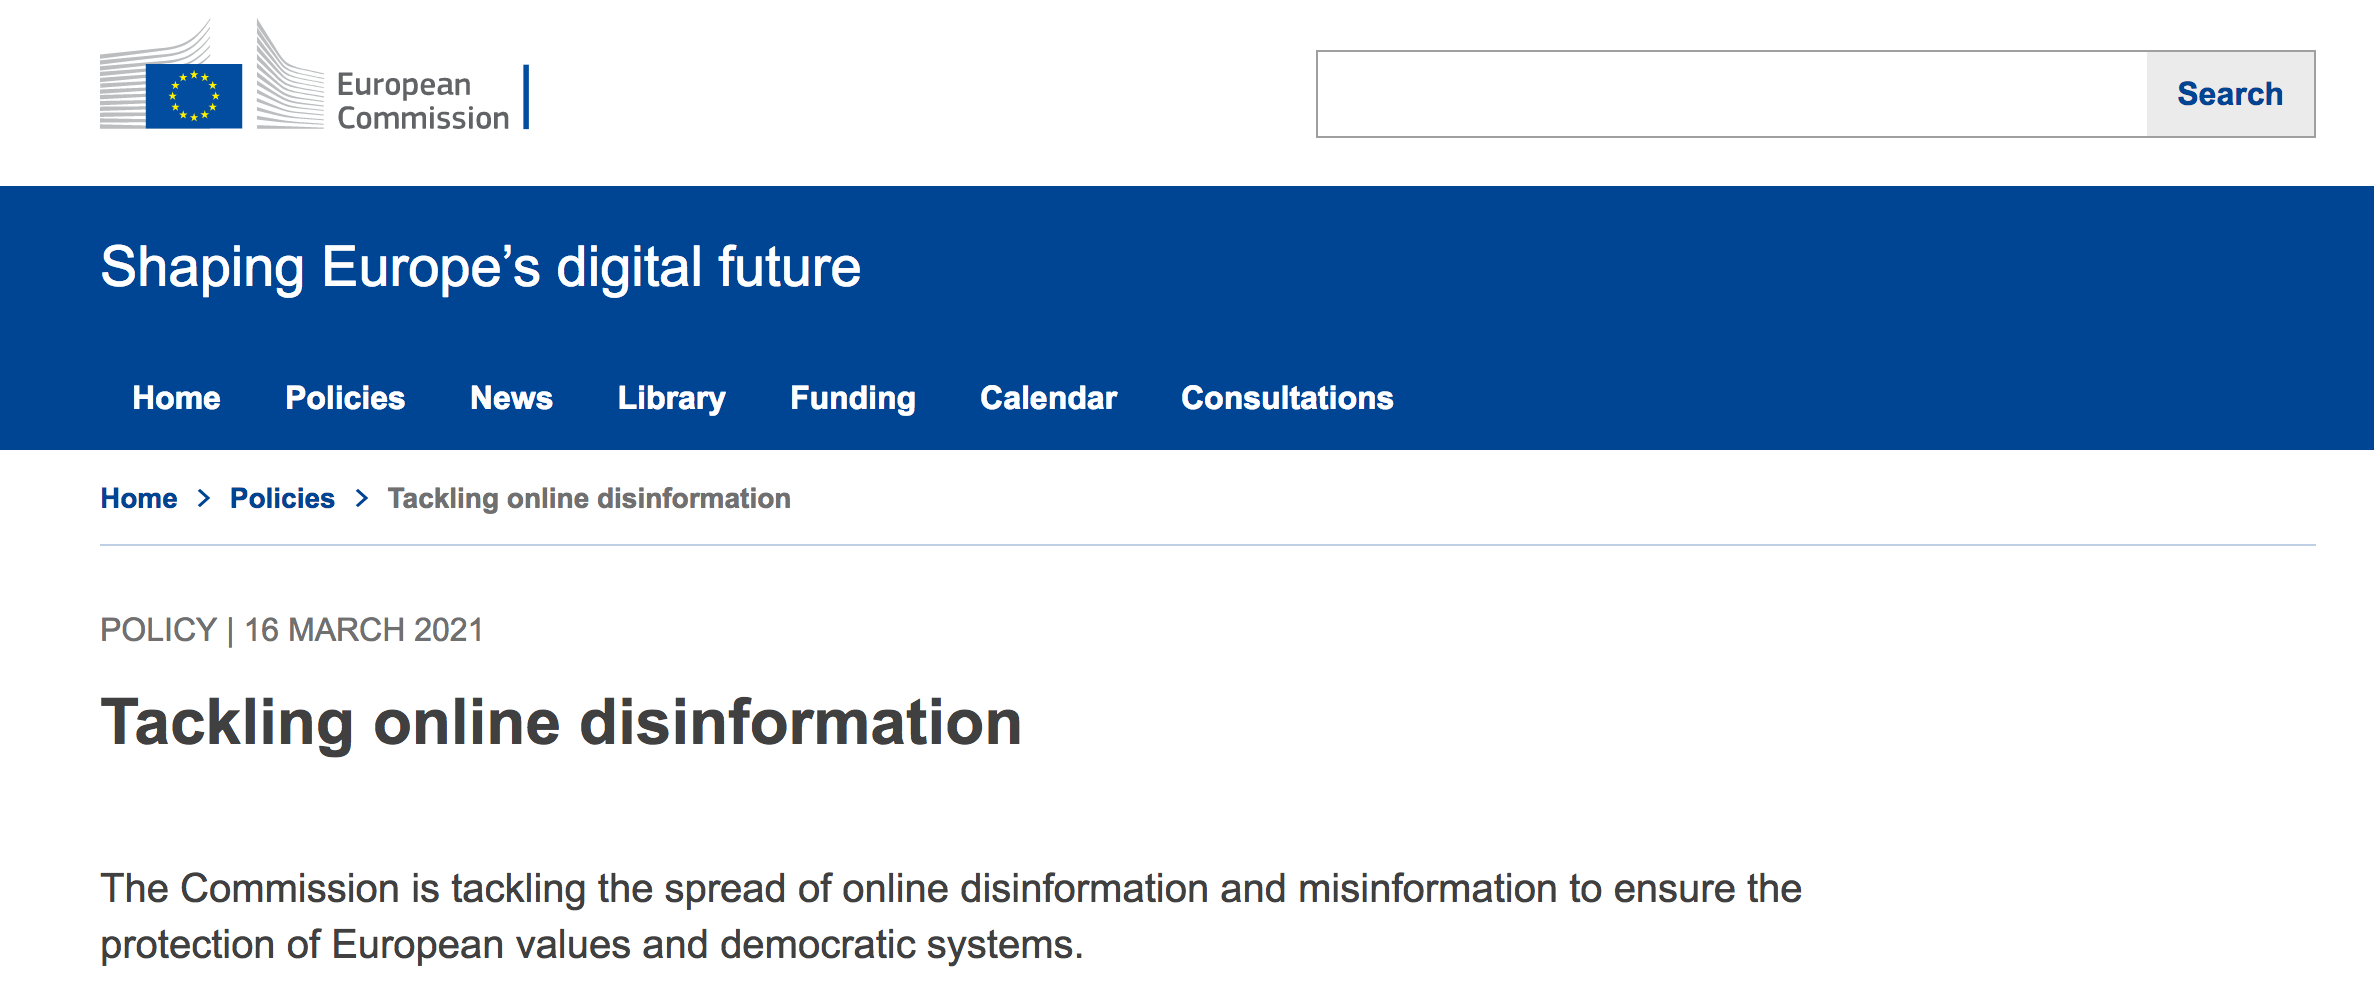 European
Commission
Search
Shaping Europe’s digital future
Home Policies News Library Funding Calendar Consultations
Home > Policies > Tackling online disinformation
POLICY | 16 MARCH 2021
Tackling online disinformation
The Commission is tackling the spread of online disinformation and misinformation to ensure the
protection of European values and democratic systems.